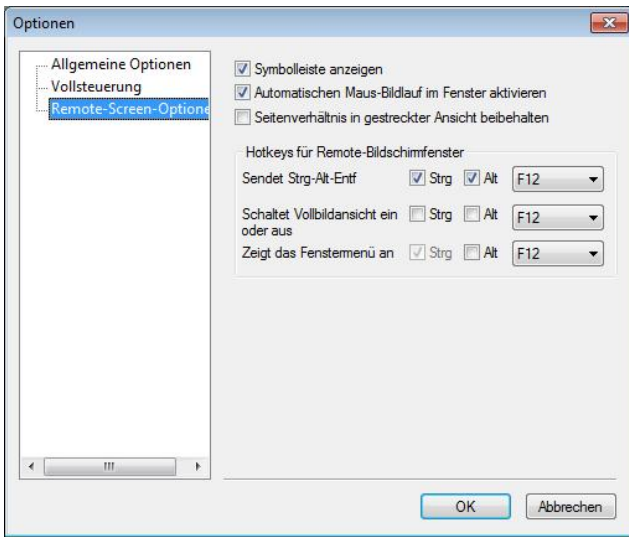 Optionen
Allgemeine Optionen
Vollsteuerung
Remote-Screen-Optione
Symbolleiste anzeigen
Automatischen Maus-Bildlauf im Fenster aktivieren
Seitenverhältnis in gestreckter Ansicht beibehalten
Hotkeys für Remote-Bildschirmfenster
Sendet Strg-Alt-Entf Strg Alt F12
Schaltet Vollbildansicht ein Strg Alt F12
oder aus
Zeigt das Fenstermenü an Strg Alt F12
OK Abbrechen